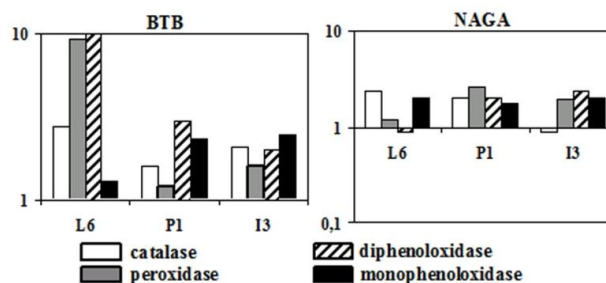 BTB
10
1
L6 P1 I3
NAGA
10
1
0,1
L6 P1 I3
catalase
diphenoloxidase
peroxidase
monophenoloxidase